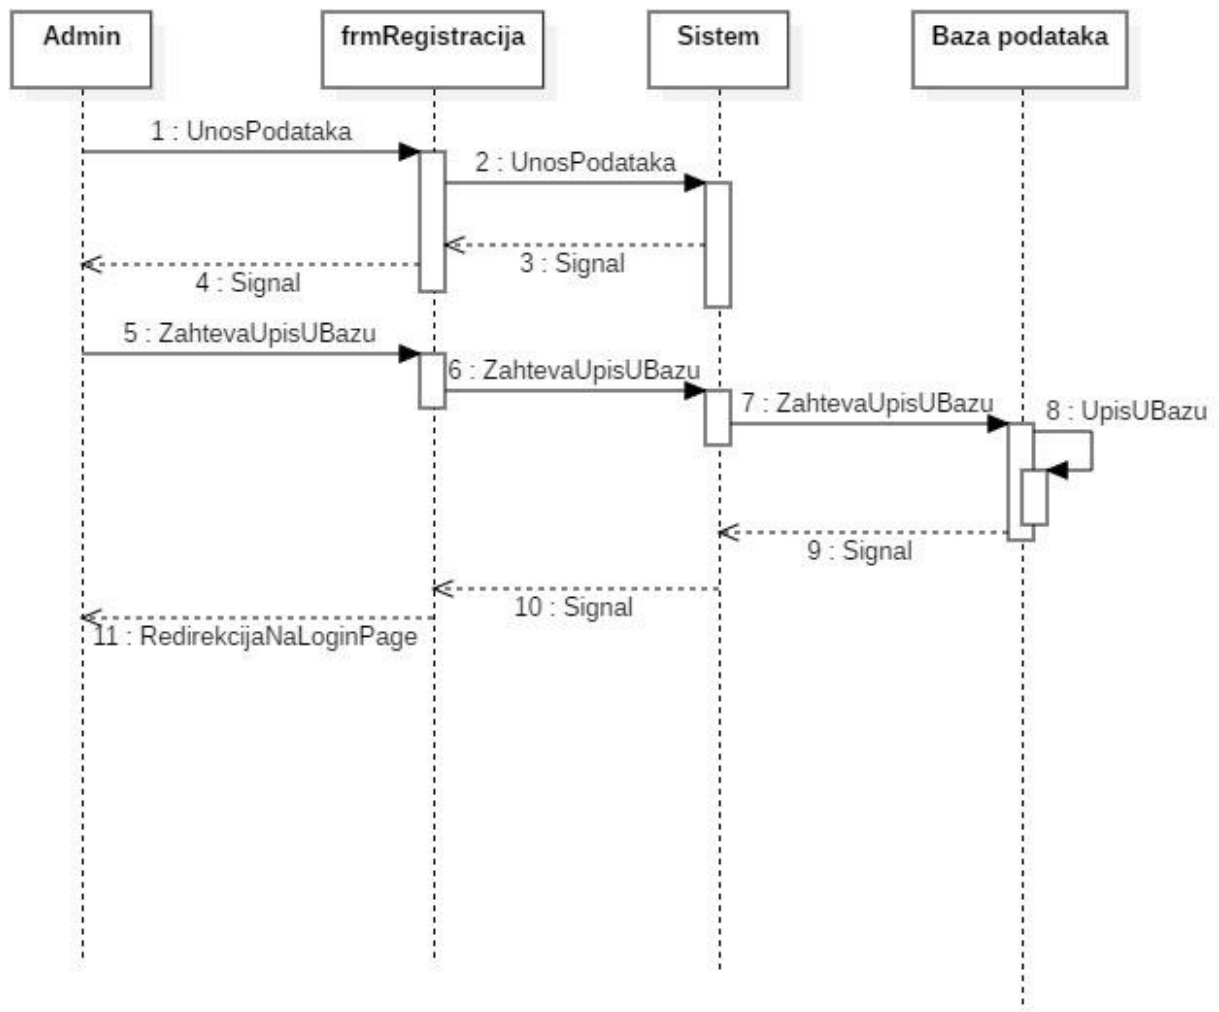 Admin
frmRegistracija
Sistem
Baza podataka
1 : UnosPodataka
2 : UnosPodataka
3 : Signal
4 : Signal
5 : ZahtevaUpisUBazu
6 : ZahtevaUpisUBazu
7 : ZahtevaUpisUBazu
8 : UpisUBazu
9 : Signal
10 : Signal
11 : RedirekcijaNaLoginPage